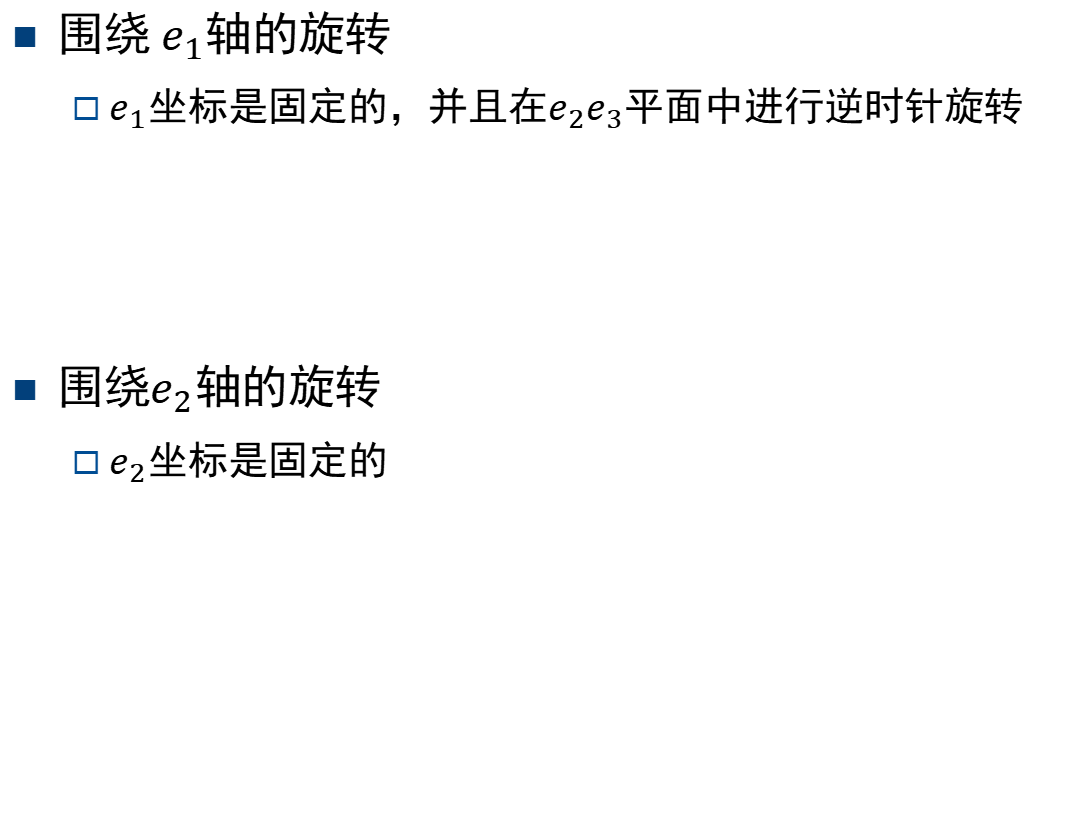 围绕 e₁轴的旋转
e₁坐标是固定的，并且在e₂e₃平面中进行逆时针旋转
围绕e₂轴的旋转
e₂坐标是固定的